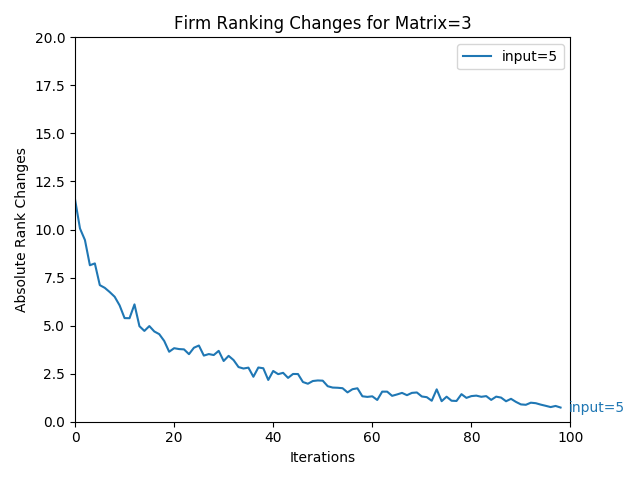 Firm Ranking Changes for Matrix=3
input=5
20.0
17.5
15.0
12.5
10.0
7.5
5.0
2.5
0.0
Absolute Rank Changes
input=5
0 20 40 60 80 100
Iterations